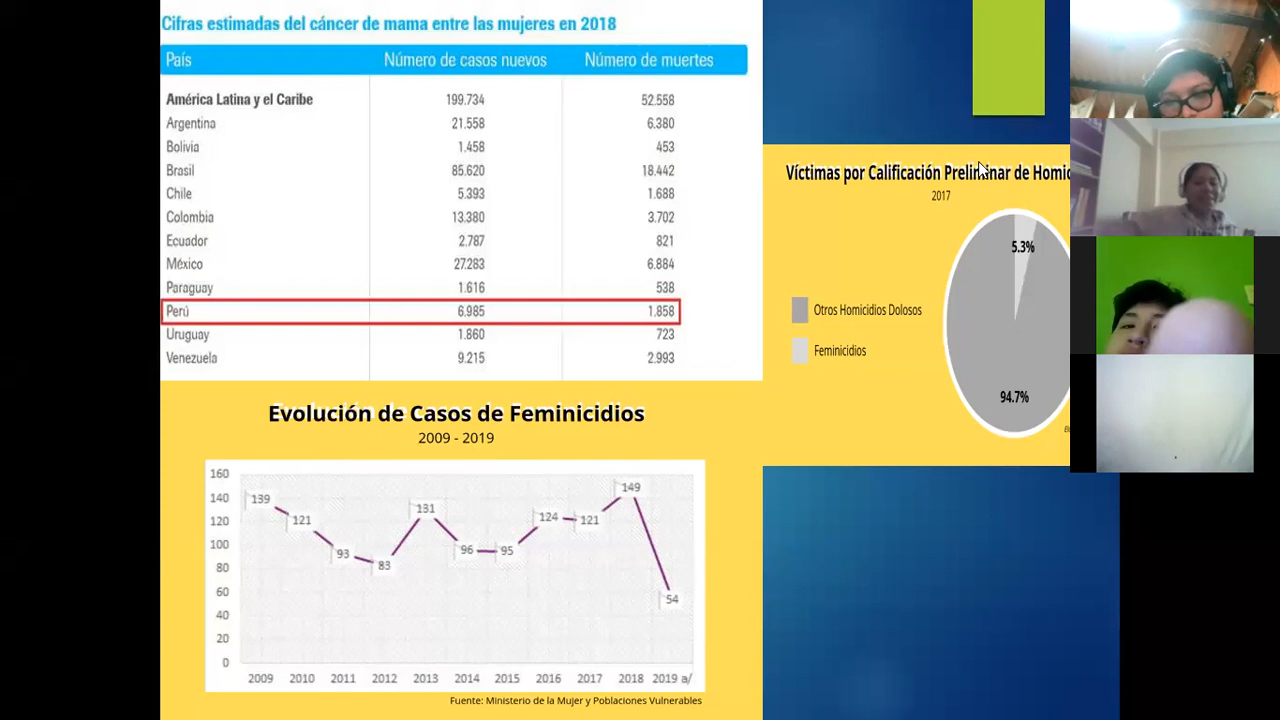 Cifras estimadas del cáncer de mama entre las mujeres en 2018
País Número de casos nuevos Número de muertes
América Latina y el Caribe 199.734 52.558
Argentina 21.558 6.380
Bolivia 1.458 453
Brasil 85.620 18.442
Chile 5.393 1.688
Colombia 13.380 3.702
Ecuador 2.787 821
México 27.283 6.884
Paraguay 1.616 538
Perú 6.985 1.858
Uruguay 1.860 723
Venezuela 9.215 2.993
Víctimas por Calificación Preliminar de Homic
2017
5.3%
Otros Homicidios Dolosos
Feminicidios
94.7%
Evolución de Casos de Feminicidios
2009 - 2019
160
140
120
100
80
60
40
20
0
139
121
93
83
131
96
95
124
121
149
54
2009 2010 2011 2012 2013 2014 2015 2016 2017 2018 2019 a/
Fuente: Ministerio de la Mujer y Poblaciones Vulnerables